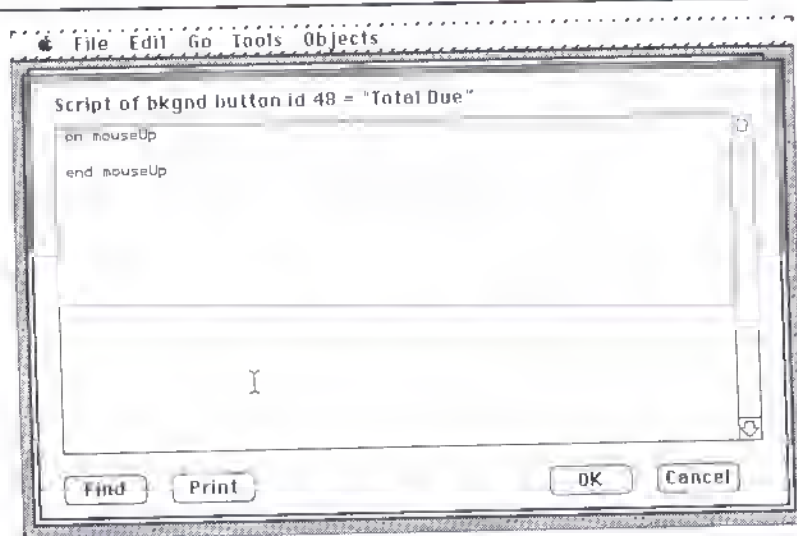 File Edit Go Tools Objects
Script of bkgnd button id 48 = "Total Due"
on mouseUp
end mouseUp
Find Print OK Cancel